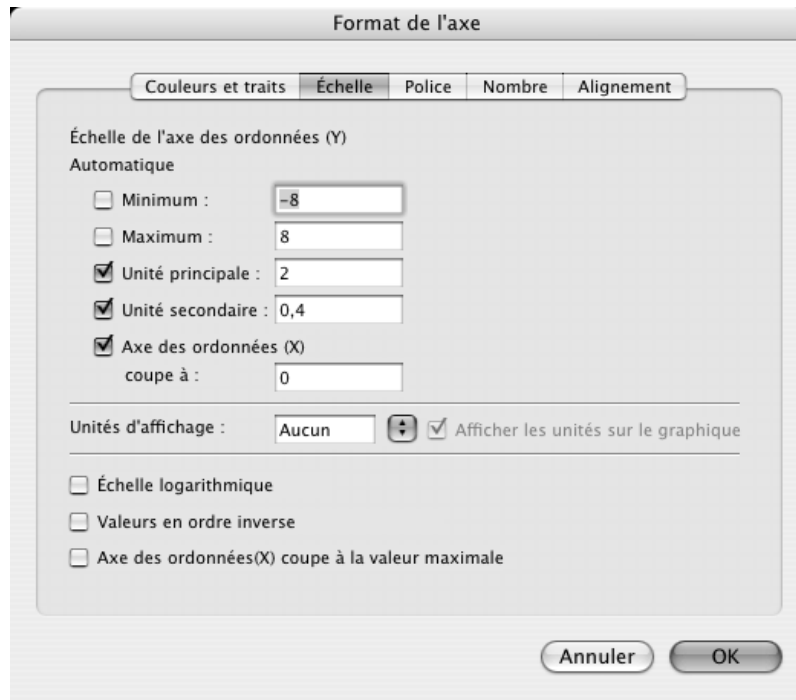 Format de l'axe
Couleurs et traits Échelle Police Nombre Alignement
Échelle de l'axe des ordonnées (Y)
Automatique
Minimum : -8
Maximum : 8
Unité principale : 2
Unité secondaire : 0,4
Axe des ordonnées (X)
coupe à : 0
Unités d'affichage : Aucun Afficher les unités sur le graphique
Échelle logarithmique
Valeurs en ordre inverse
Axe des ordonnées(X) coupe à la valeur maximale
Annuler OK